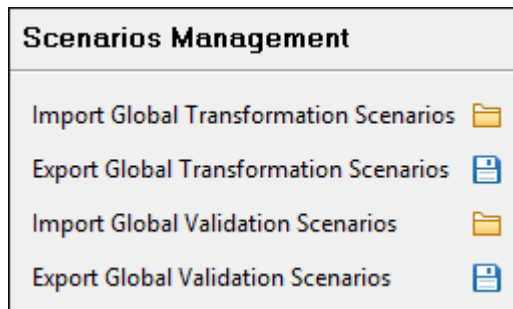 Scenarios Management
Import Global Transformation Scenarios
Export Global Transformation Scenarios
Import Global Validation Scenarios
Export Global Validation Scenarios